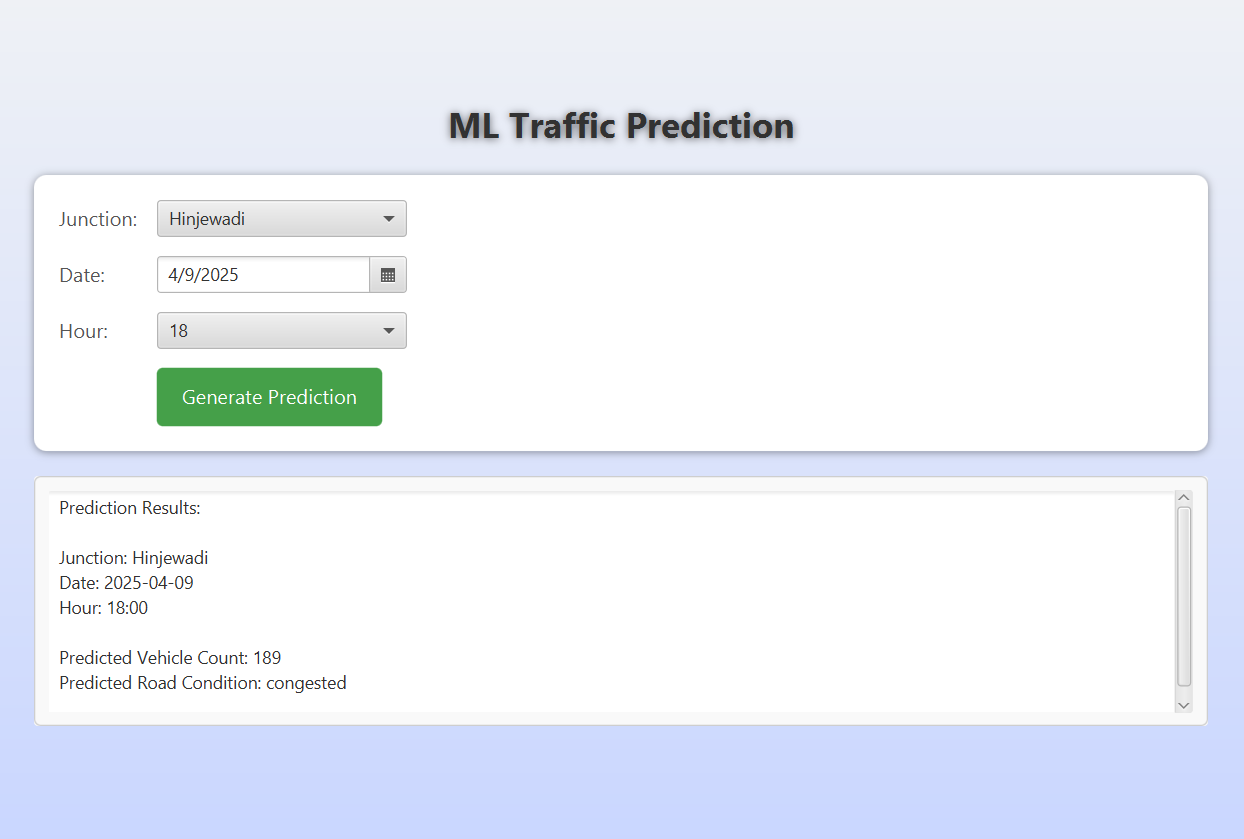 ML Traffic Prediction
Junction: Hinjewadi
Date: 4/9/2025
Hour: 18
Generate Prediction
Prediction Results:
Junction: Hinjewadi
Date: 2025-04-09
Hour: 18:00
Predicted Vehicle Count: 189
Predicted Road Condition: congested